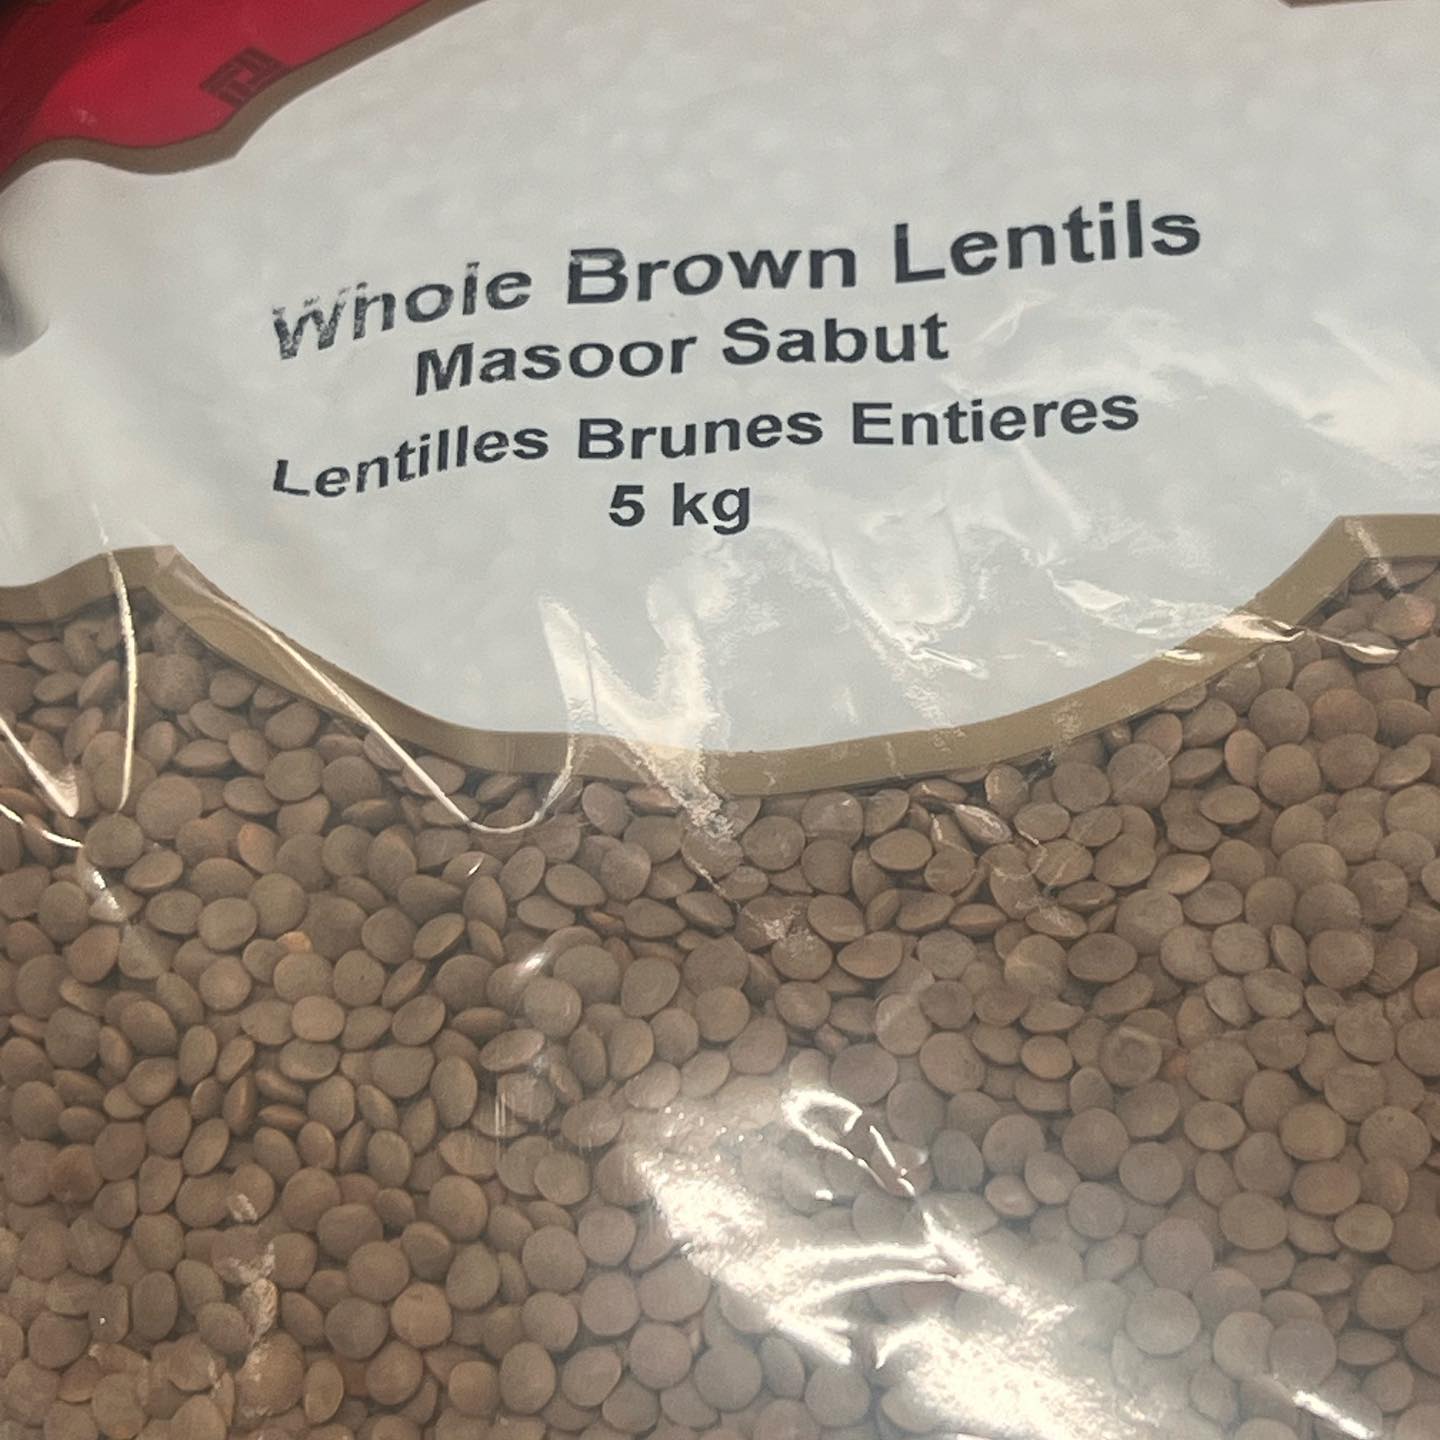 Whole Brown Lentils
Masoor Sabut
Lentilles Brunes Entieres
5 kg